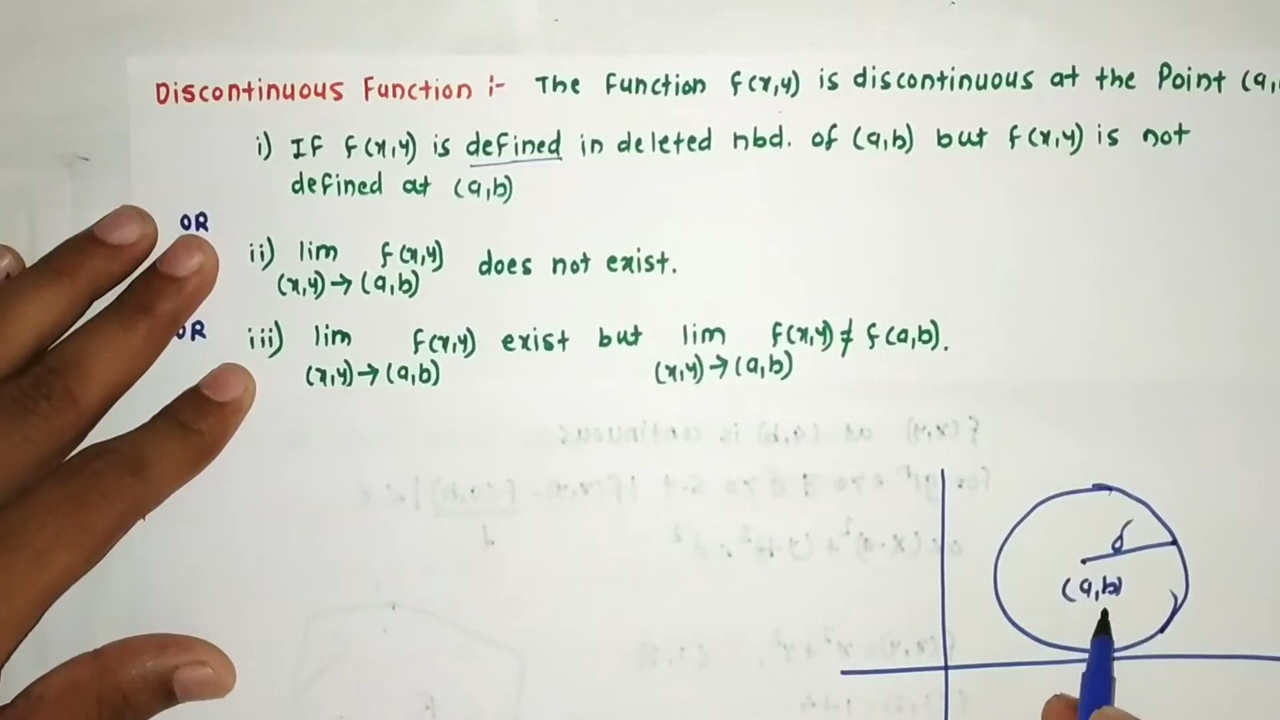 Discontinuous Function :- The Function f(x,y) is discontinuous at the Point (a,
i) IF f(x,y) is defined in deleted nbd. of (a,b) but f(x,y) is not
defined at (a,b)
OR
ii) lim f(x,y) does not exist.
(x,y)→(a,b)
OR
iii) lim f(x,y) exist but lim f(x,y) ≠ f(a,b).
(x,y)→(a,b) (x,y)→(a,b)
δ
(a,b)